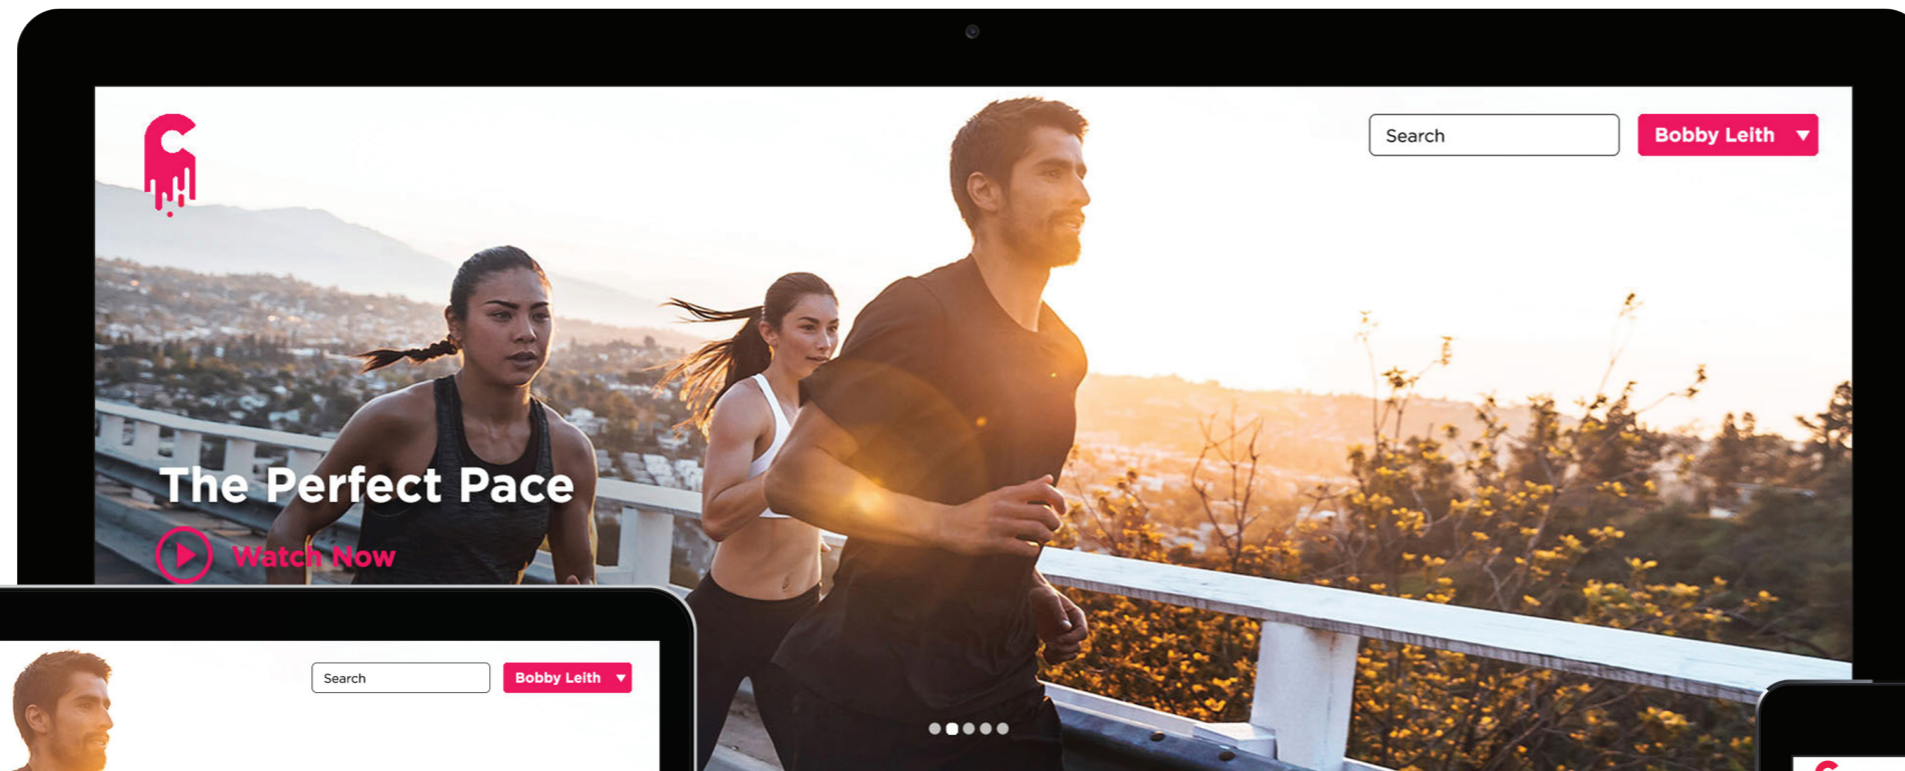 Search
Bobby Leith
The Perfect Pace
Watch Now
Search
Bobby Leith